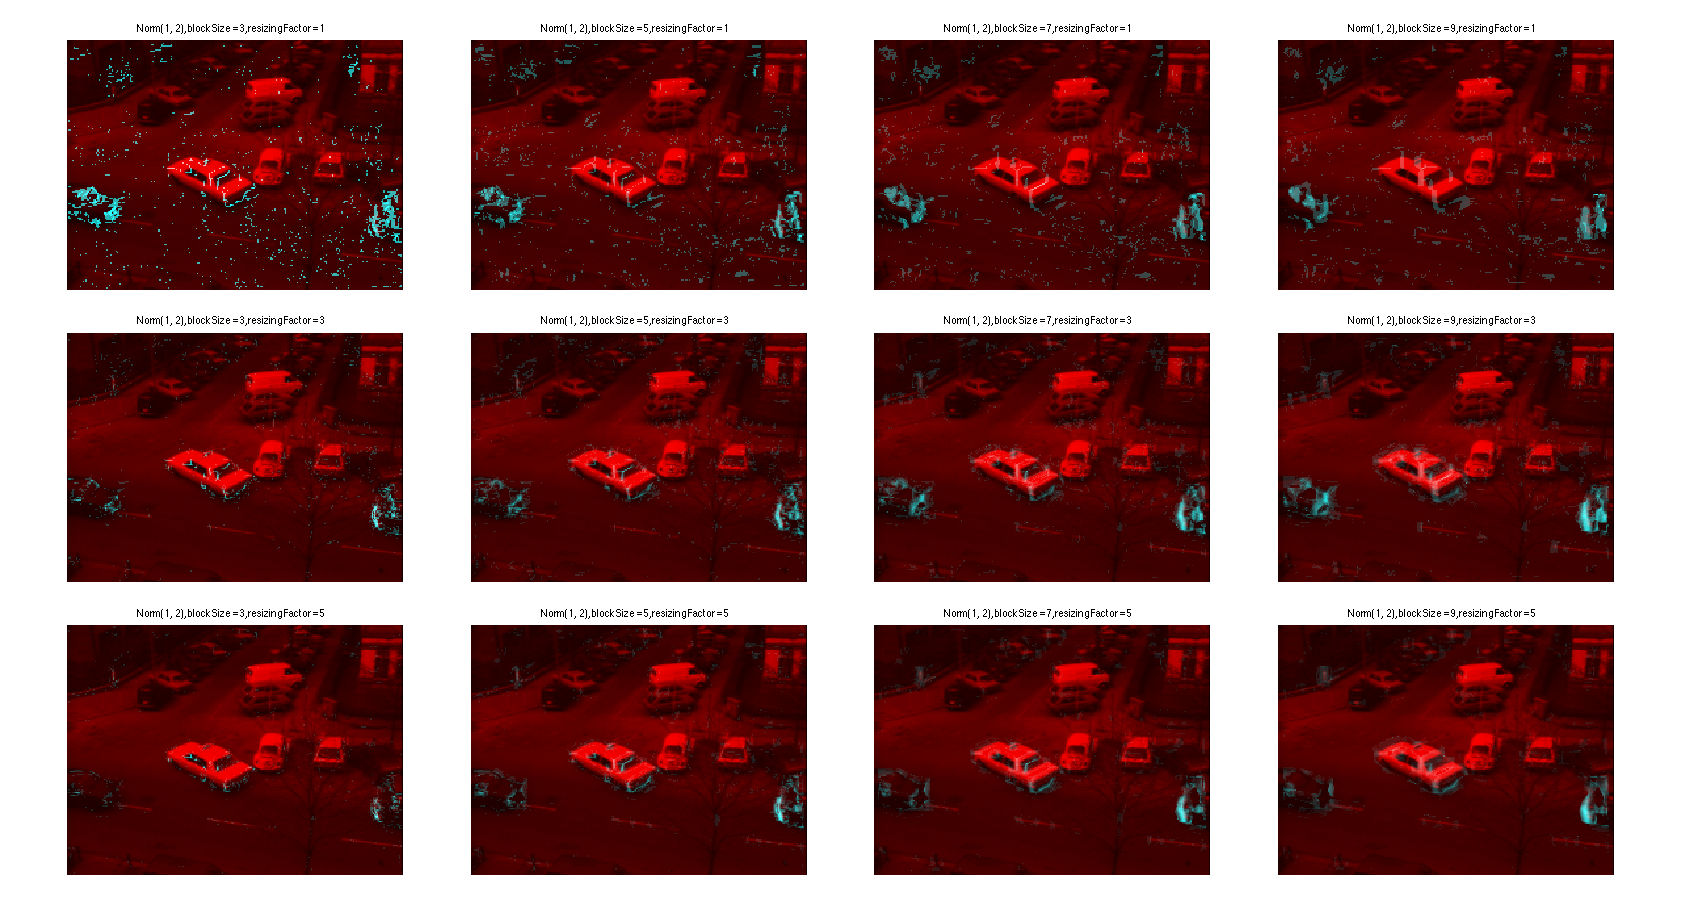 Norm(1, 2),blockSize=3,resizingFactor=1
Norm(1, 2),blockSize=5,resizingFactor=1
Norm(1, 2),blockSize=7,resizingFactor=1
Norm(1, 2),blockSize=9,resizingFactor=1
Norm(1, 2),blockSize=3,resizingFactor=3
Norm(1, 2),blockSize=5,resizingFactor=3
Norm(1, 2),blockSize=7,resizingFactor=3
Norm(1, 2),blockSize=9,resizingFactor=3
Norm(1, 2),blockSize=3,resizingFactor=5
Norm(1, 2),blockSize=5,resizingFactor=5
Norm(1, 2),blockSize=7,resizingFactor=5
Norm(1, 2),blockSize=9,resizingFactor=5